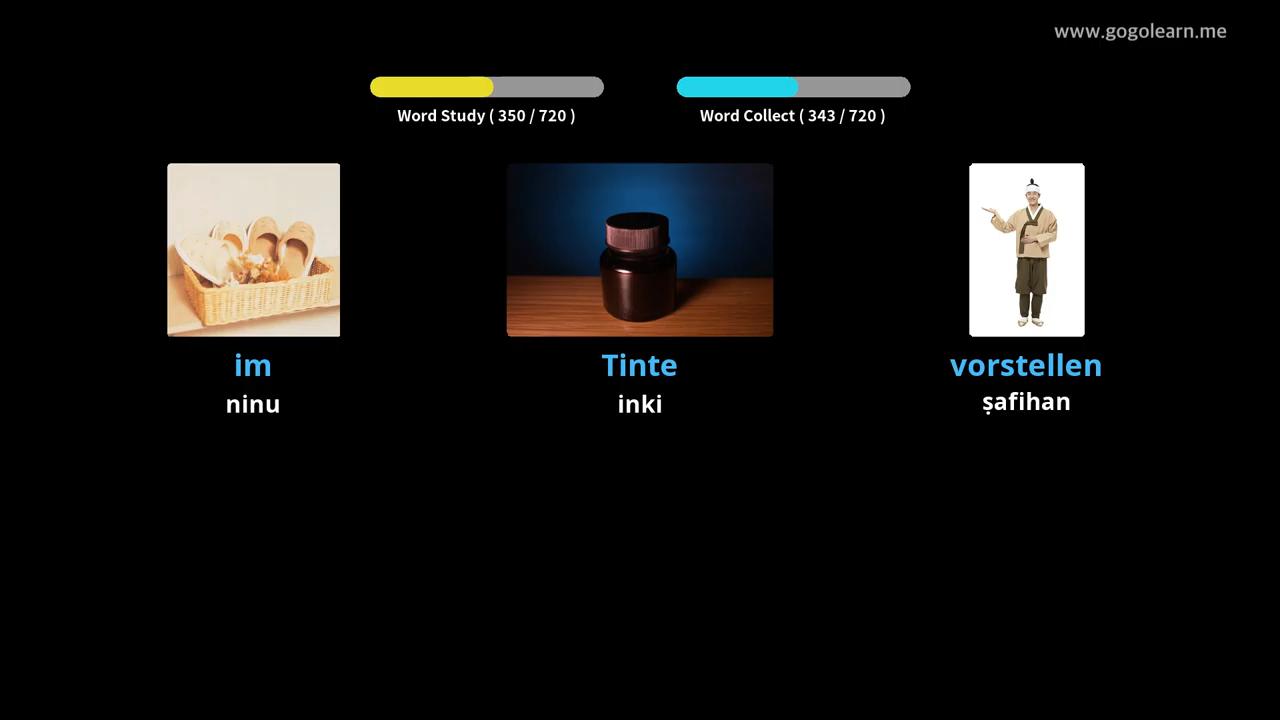 www.gogolearn.me
Word Study ( 350 / 720 )
Word Collect ( 343 / 720 )
im
ninu
Tinte
inki
vorstellen
ṣafihan